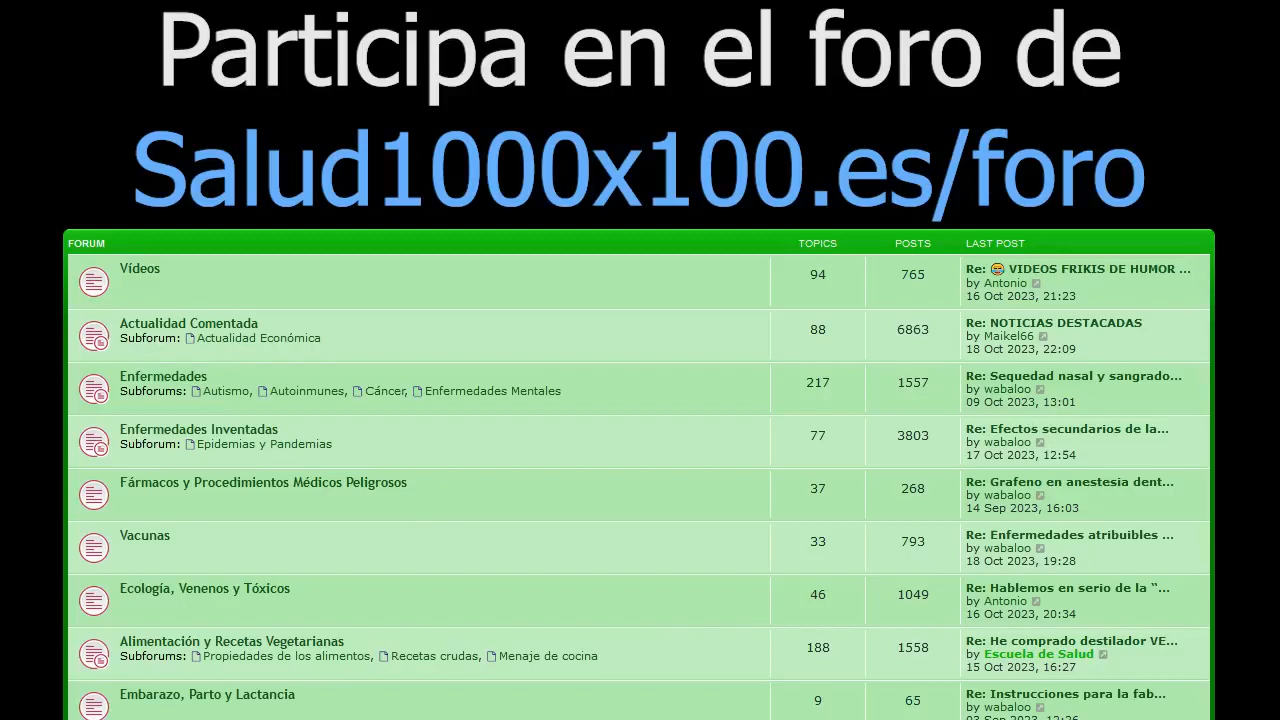 Participa en el foro de
Salud1000x100.es/foro
FORUM TOPICS POSTS LAST POST
Vídeos 94 765 Re: 😂 VIDEOS FRIKIS DE HUMOR ...
by Antonio
16 Oct 2023, 21:23
Actualidad Comentada 88 6863 Re: NOTICIAS DESTACADAS
Subforum: Actualidad Económica by Maikel66
18 Oct 2023, 22:09
Enfermedades 217 1557 Re: Sequedad nasal y sangrado...
Subforums: Autismo, Autoinmunes, Cáncer, Enfermedades Mentales by wabaloo
09 Oct 2023, 13:01
Enfermedades Inventadas 77 3803 Re: Efectos secundarios de la...
Subforum: Epidemias y Pandemias by wabaloo
17 Oct 2023, 12:54
Fármacos y Procedimientos Médicos Peligrosos 37 268 Re: Grafeno en anestesia dent...
by wabaloo
14 Sep 2023, 16:03
Vacunas 33 793 Re: Enfermedades atribuibles ...
by wabaloo
18 Oct 2023, 19:28
Ecología, Venenos y Tóxicos 46 1049 Re: Hablemos en serio de la “...
by Antonio
16 Oct 2023, 20:34
Alimentación y Recetas Vegetarianas 188 1558 Re: He comprado destilador VE...
Subforums: Propiedades de los alimentos, Recetas crudas, Menaje de cocina by Escuela de Salud
15 Oct 2023, 16:27
Embarazo, Parto y Lactancia 9 65 Re: Instrucciones para la fab...
by wabaloo